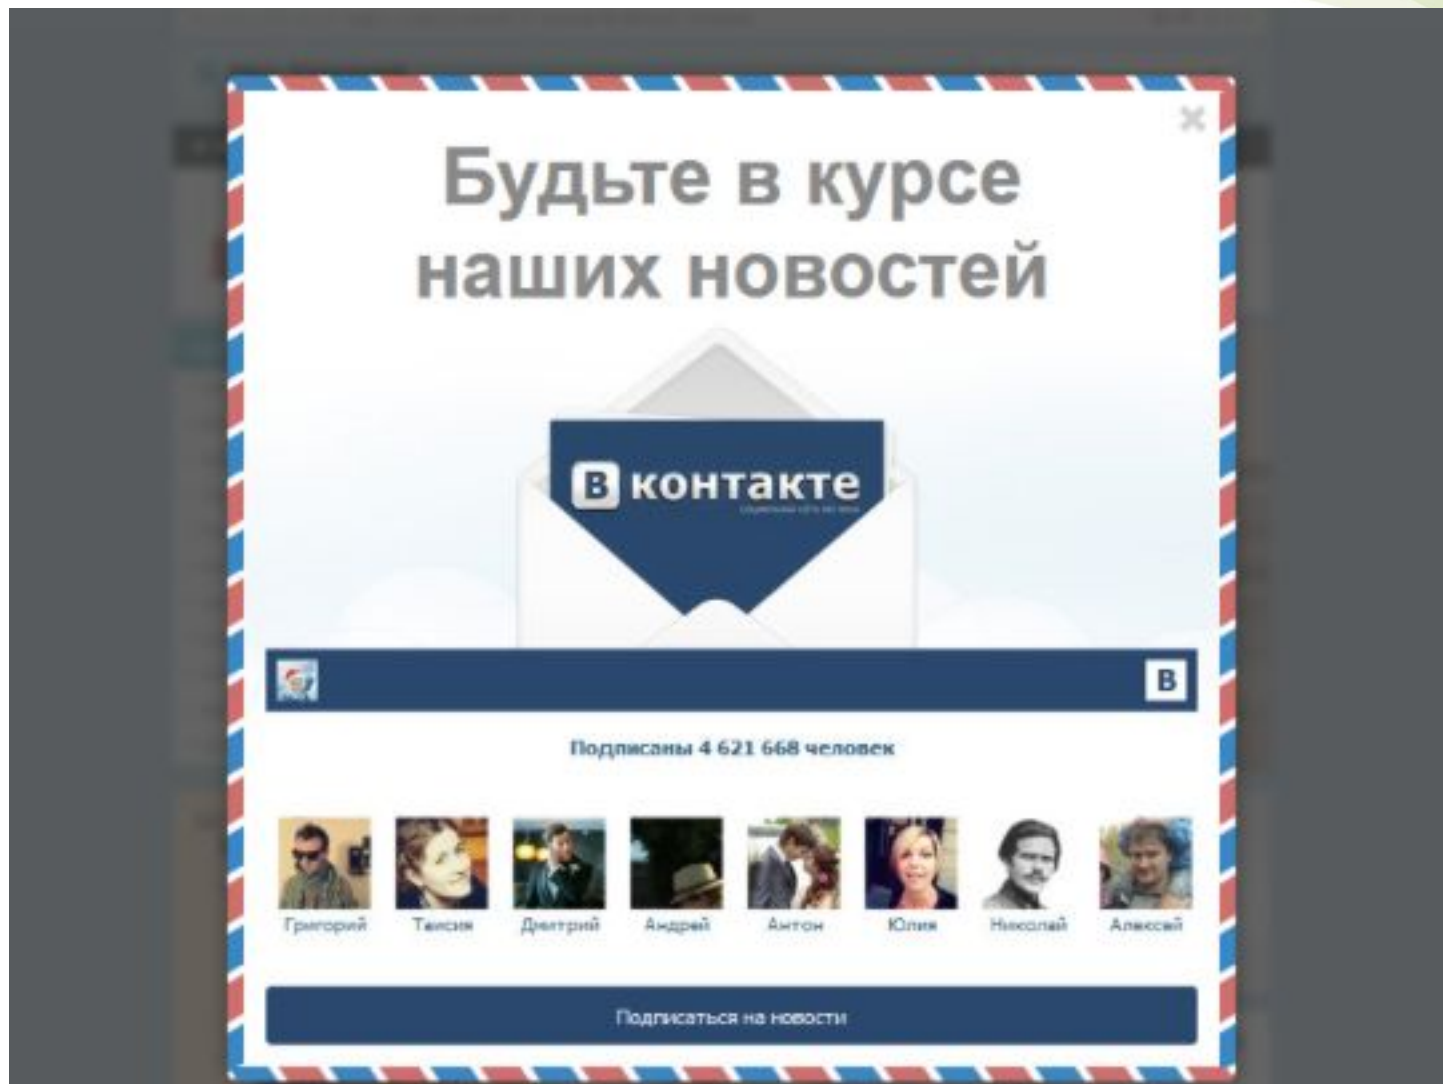 Будьте в курсе
наших новостей
В контакте
В
Подписаны 4 621 668 человек
Григорий Таисия Дмитрий Андрей Антон Юлия Николай Алексей
Подписаться на новости